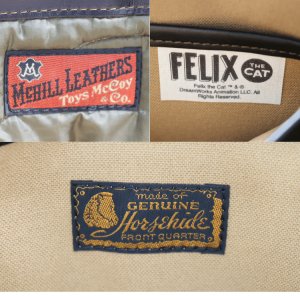 M
McHILL LEATHERS
Toys McCoy
& Co.
FELIX THE CAT
Felix the Cat ™ & ©
DreamWorks Animation LLC. All
Rights Reserved.
made of
GENUINE
Horsehide
FRONT QUARTER